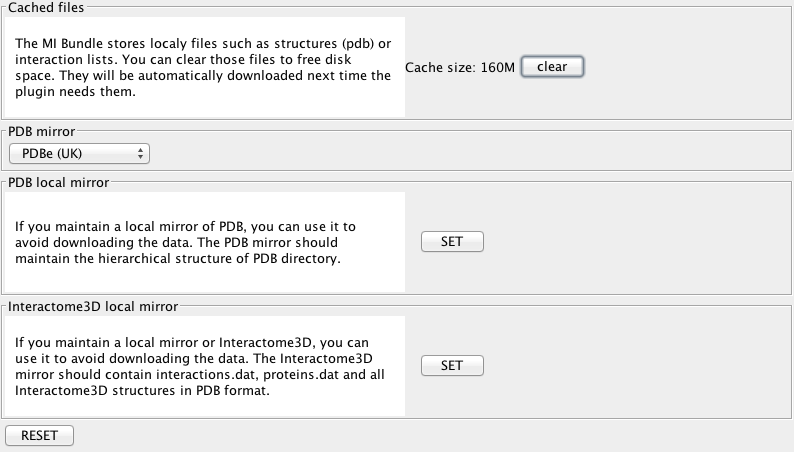 Cached files
The MI Bundle stores localy files such as structures (pdb) or
interaction lists. You can clear those files to free disk
space. They will be automatically downloaded next time the
plugin needs them.
Cache size: 160M clear
PDB mirror
PDBe (UK)
PDB local mirror
If you maintain a local mirror of PDB, you can use it to
avoid downloading the data. The PDB mirror should
maintain the hierarchical structure of PDB directory.
SET
Interactome3D local mirror
If you maintain a local mirror or Interactome3D, you can
use it to avoid downloading the data. The Interactome3D
mirror should contain interactions.dat, proteins.dat and all
Interactome3D structures in PDB format.
SET
RESET